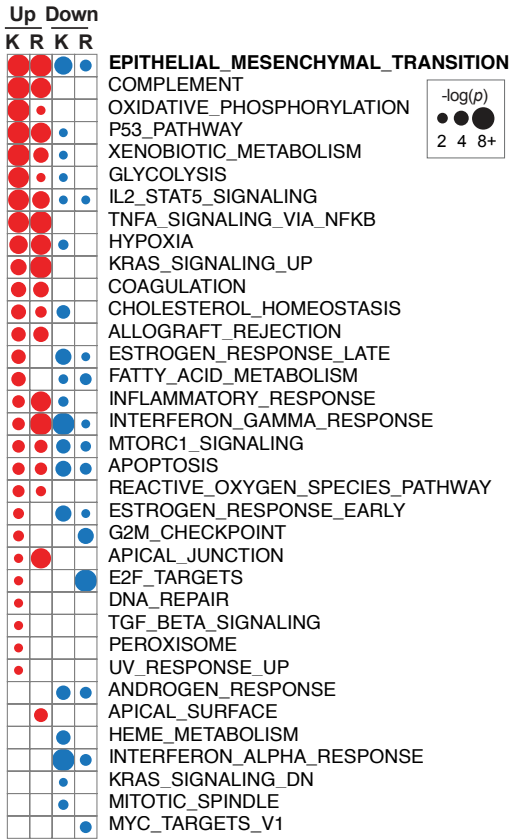 Up Down
K R K R
EPITHELIAL_MESENCHYMAL_TRANSITION
COMPLEMENT
OXIDATIVE_PHOSPHORYLATION
P53_PATHWAY
XENOBIOTIC_METABOLISM
GLYCOLYSIS
IL2_STAT5_SIGNALING
TNFA_SIGNALING_VIA_NFKB
HYPOXIA
KRAS_SIGNALING_UP
COAGULATION
CHOLESTEROL_HOMEOSTASIS
ALLOGRAFT_REJECTION
ESTROGEN_RESPONSE_LATE
FATTY_ACID_METABOLISM
INFLAMMATORY_RESPONSE
INTERFERON_GAMMA_RESPONSE
MTORC1_SIGNALING
APOPTOSIS
REACTIVE_OXYGEN_SPECIES_PATHWAY
ESTROGEN_RESPONSE_EARLY
G2M_CHECKPOINT
APICAL_JUNCTION
E2F_TARGETS
DNA_REPAIR
TGF_BETA_SIGNALING
PEROXISOME
UV_RESPONSE_UP
ANDROGEN_RESPONSE
APICAL_SURFACE
HEME_METABOLISM
INTERFERON_ALPHA_RESPONSE
KRAS_SIGNALING_DN
MITOTIC_SPINDLE
MYC_TARGETS_V1
-log(p)
2 4 8+